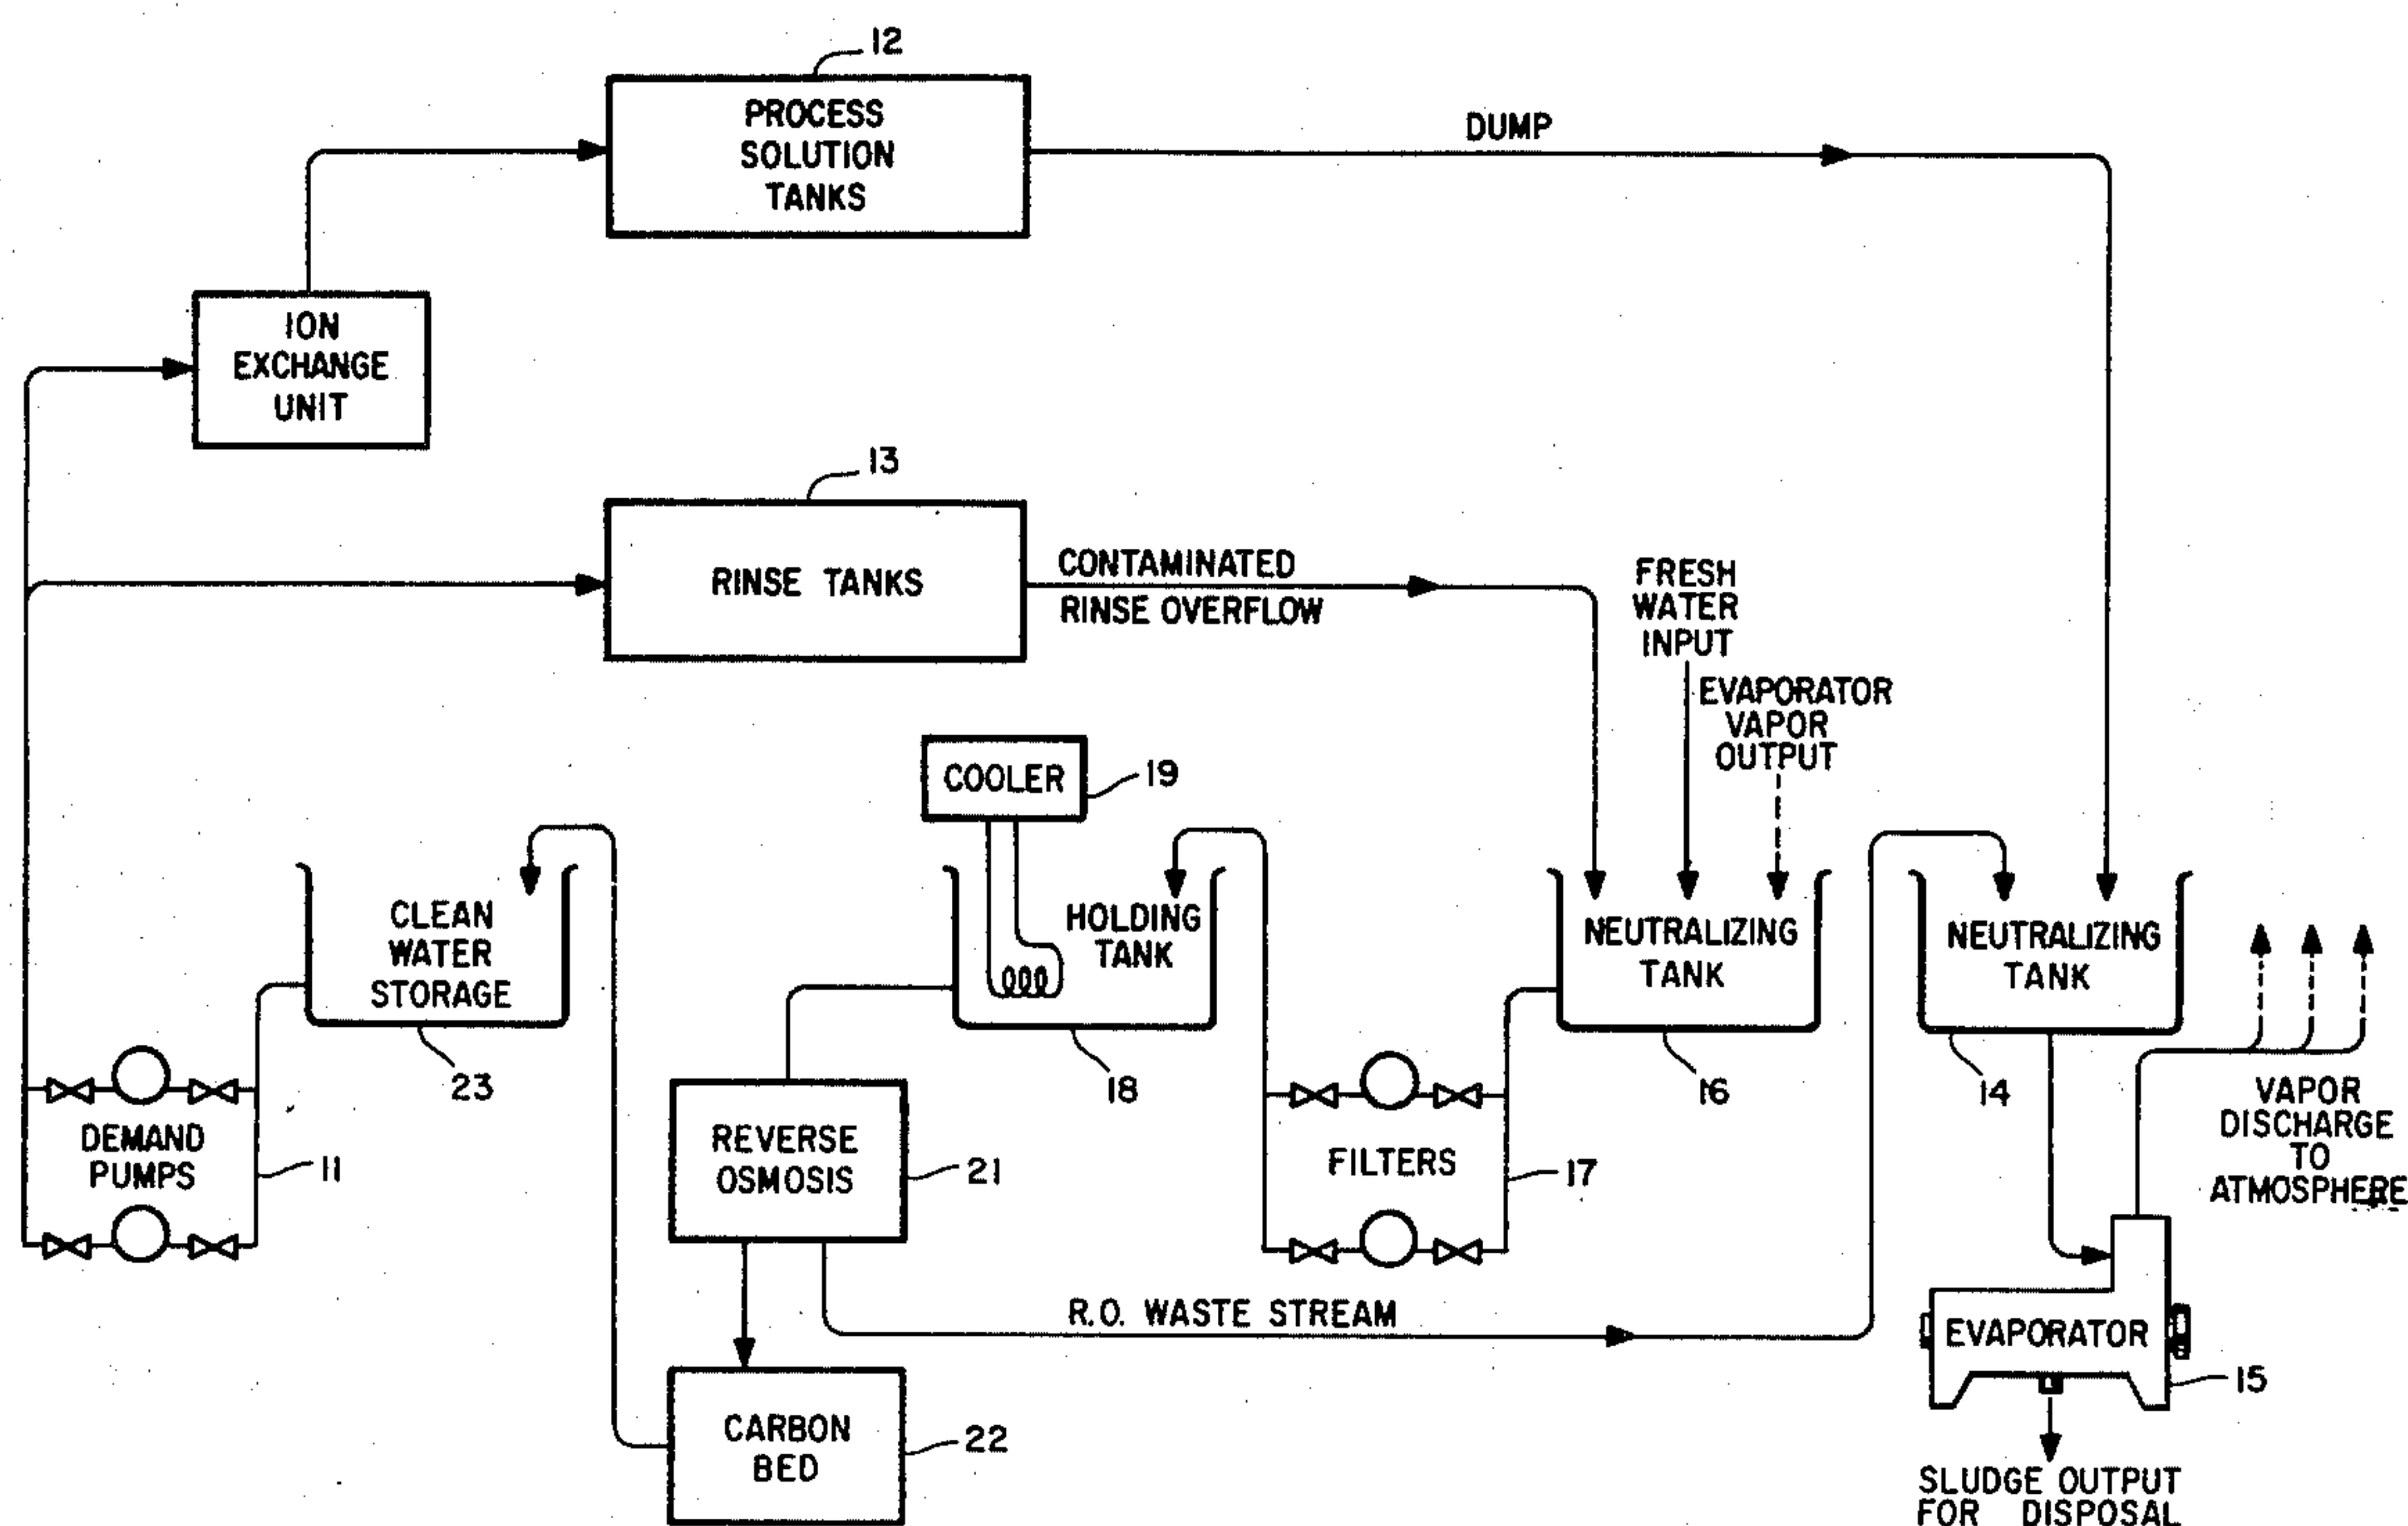 12
PROCESS
SOLUTION
TANKS
DUMP
ION
EXCHANGE
UNIT
13
RINSE TANKS
CONTAMINATED
RINSE OVERFLOW
FRESH
WATER
INPUT
EVAPORATOR
VAPOR
OUTPUT
COOLER
19
CLEAN
WATER
STORAGE
23
HOLDING
TANK
18
NEUTRALIZING
TANK
16
NEUTRALIZING
TANK
14
VAPOR
DISCHARGE
TO
ATMOSPHERE
DEMAND
PUMPS
11
REVERSE
OSMOSIS
21
FILTERS
17
R.O. WASTE STREAM
EVAPORATOR
15
CARBON
BED
22
SLUDGE OUTPUT
FOR DISPOSAL